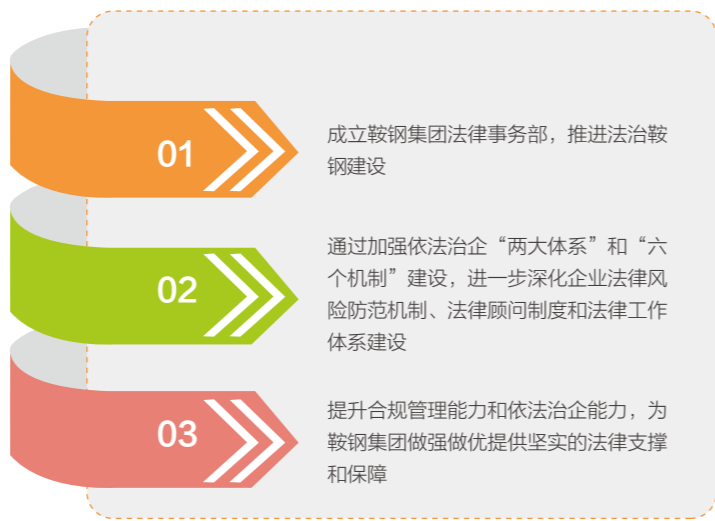 01
成立鞍钢集团法律事务部，推进法治鞍
钢建设
02
通过加强依法治企“两大体系”和“六
个机制”建设，进一步深化企业法律风
险防范机制、法律顾问制度和法律工作
体系建设
03
提升合规管理能力和依法治企能力，为
鞍钢集团做强做优提供坚实的法律支撑
和保障